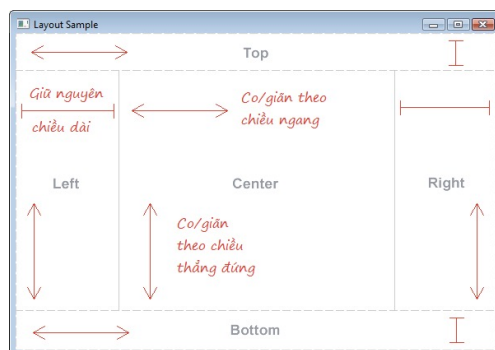 Layout Sample
Top
Giữ nguyên
chiều dài
Co/giãn theo
chiều ngang
Left
Center
Right
Co/giãn
theo chiều
thẳng đứng
Bottom